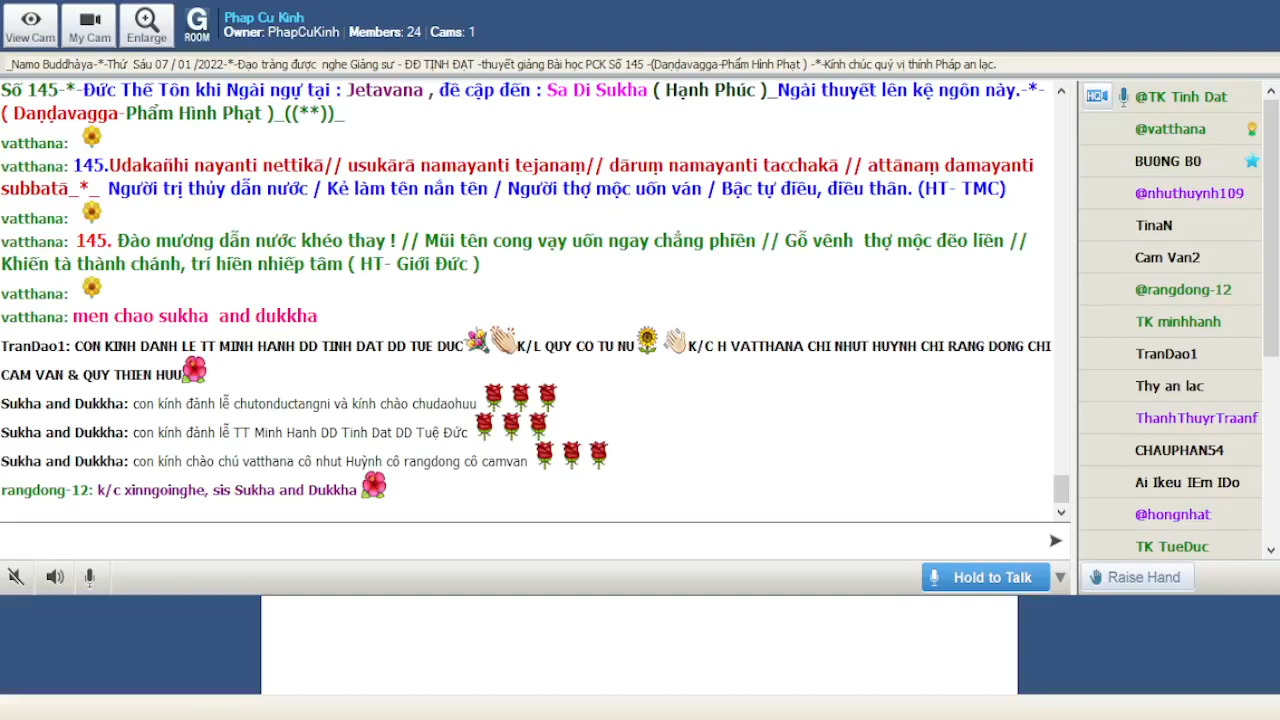 View Cam
My Cam
Enlarge
G
ROOM
Phap Cu Kinh
Owner: PhapCuKinh | Members: 24 | Cams: 1
_Namo Buddhàya-*-Thứ Sáu 07 / 01 /2022-*-Đạo tràng được nghe Giảng sư - ĐĐ TỊNH ĐẠT -thuyết giảng Bài học PCK Số 145 -(Daṇḍavagga-Phẩm Hình Phạt ) -*-Kính chúc quý vị thính Pháp an lạc.
Số 145-*-Đức Thế Tôn khi Ngài ngự tại : Jetavana , đề cập đến : Sa Di Sukha ( Hạnh Phúc )_Ngài thuyết lên kệ ngôn này.-*-
( Daṇḍavagga-Phẩm Hình Phạt )_((**))_
vatthana:
vatthana: 145.Udakañhi nayanti nettikā// usukārā namayanti tejanaṃ// dāruṃ namayanti tacchakā // attānaṃ damayanti
subbatā_*_ Người trị thủy dẫn nước / Kẻ làm tên nắn tên / Người thợ mộc uốn ván / Bậc tự điều, điều thân. (HT- TMC)
vatthana:
vatthana: 145. Đào mương dẫn nước khéo thay ! // Mũi tên cong vạy uốn ngay chẳng phiền // Gỗ vênh thợ mộc đẽo liền //
Khiến tà thành chánh, trí hiền nhiếp tâm ( HT- Giới Đức )
vatthana:
vatthana: men chao sukha and dukkha
TranDao1: CON KINH DANH LE TT MINH HANH DD TINH DAT DD TUE DUC K/L QUY CO TU NU K/C H VATTHANA CHI NHUT HUYNH CHI RANG DONG CHI
CAM VAN & QUY THIEN HUU
Sukha and Dukkha: con kính đảnh lễ chutonductangni và kính chào chudaohuu
Sukha and Dukkha: con kính đảnh lễ TT Minh Hanh DD Tinh Dat DD Tuệ Đức
Sukha and Dukkha: con kính chào chú vatthana cô nhut Huỳnh cô rangdong cô camvan
rangdong-12: k/c xinngoinghe, sis Sukha and Dukkha
Hold to Talk
HQ
@TK Tinh Dat
@vatthana
BU0NG B0
@nhuthuynh109
TinaN
Cam Van2
@rangdong-12
TK minhhanh
TranDao1
Thy an lac
ThanhThuyrTraanf
CHAUPHAN54
Ai Ikeu IEm IDo
@hongnhat
TK TueDuc
Raise Hand